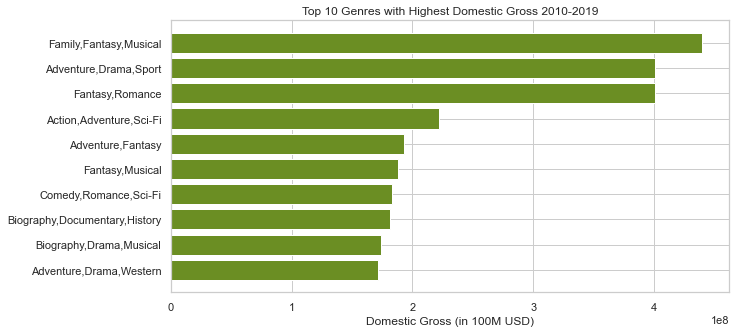 Top 10 Genres with Highest Domestic Gross 2010-2019
Family,Fantasy,Musical
Adventure,Drama,Sport
Fantasy,Romance
Action,Adventure,Sci-Fi
Adventure,Fantasy
Fantasy,Musical
Comedy,Romance,Sci-Fi
Biography,Documentary,History
Biography,Drama,Musical
Adventure,Drama,Western
0 1 2 3 4
1e8
Domestic Gross (in 100M USD)